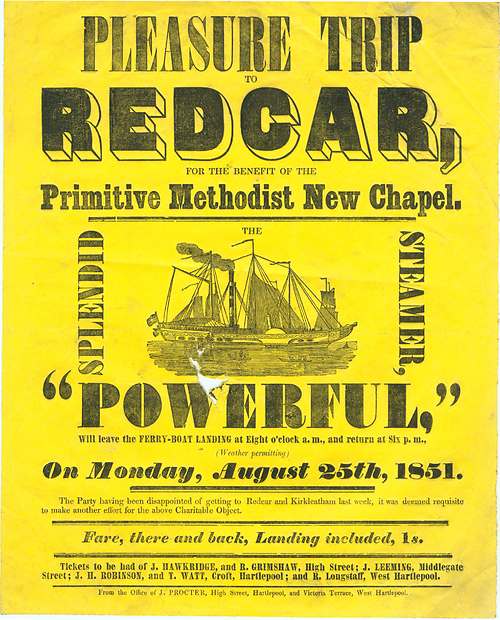 PLEASURE TRIP
TO
REDCAR,
FOR THE BENEFIT OF THE
Primitive Methodist New Chapel.
THE
SPLENDID
STEAMER,
“POWERFUL,”
Will leave the FERRY-BOAT LANDING at Eight o'clock a. m., and return at Six p. m.,
(Weather permitting)
On Monday, August 25th, 1851.
The Party having been disappointed of getting to Redcar and Kirkleatham last week, it was deemed requisite
to make another effort for the above Charitable Object.
Fare, there and back, Landing included, 1s.
Tickets to be had of J. HAWKRIDGE, and R. GRIMSHAW, High Street; J. LEEMING, Middlegate
Street; J. H. ROBINSON, and T. WATT, Croft, Hartlepool; and R. Longstaff, West Hartlepool.
From the Office of J. PROCTER, High Street, Hartlepool, and Victoria Terrace, West Hartlepool.